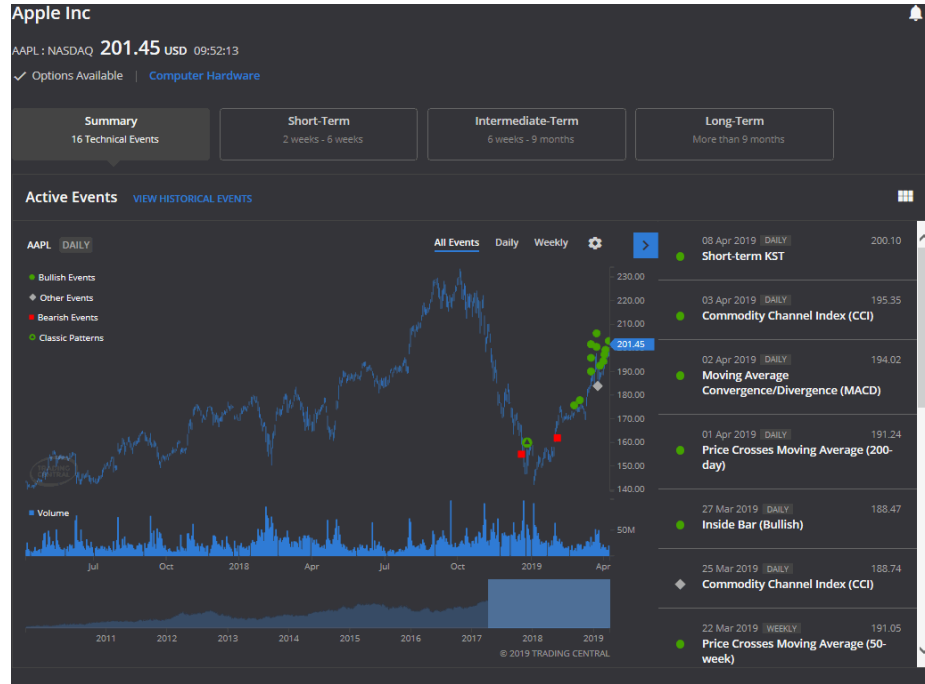 Apple Inc
AAPL : NASDAQ 201.45 USD 09:52:13
Options Available | Computer Hardware
Summary
16 Technical Events
Short-Term
2 weeks - 6 weeks
Intermediate-Term
6 weeks - 9 months
Long-Term
More than 9 months
Active Events VIEW HISTORICAL EVENTS
AAPL DAILY
All Events Daily Weekly
Bullish Events
Other Events
Bearish Events
Classic Patterns
230.00
220.00
210.00
201.45
190.00
180.00
170.00
160.00
150.00
140.00
TRADING
CENTRAL
Volume
50M
Jul Oct 2018 Apr Jul Oct 2019 Apr
2011 2012 2013 2014 2015 2016 2017 2018 2019
© 2019 TRADING CENTRAL
08 Apr 2019 DAILY 200.10
Short-term KST
03 Apr 2019 DAILY 195.35
Commodity Channel Index (CCI)
02 Apr 2019 DAILY 194.02
Moving Average
Convergence/Divergence (MACD)
01 Apr 2019 DAILY 191.24
Price Crosses Moving Average (200-
day)
27 Mar 2019 DAILY 188.47
Inside Bar (Bullish)
25 Mar 2019 DAILY 188.74
Commodity Channel Index (CCI)
22 Mar 2019 WEEKLY 191.05
Price Crosses Moving Average (50-
week)